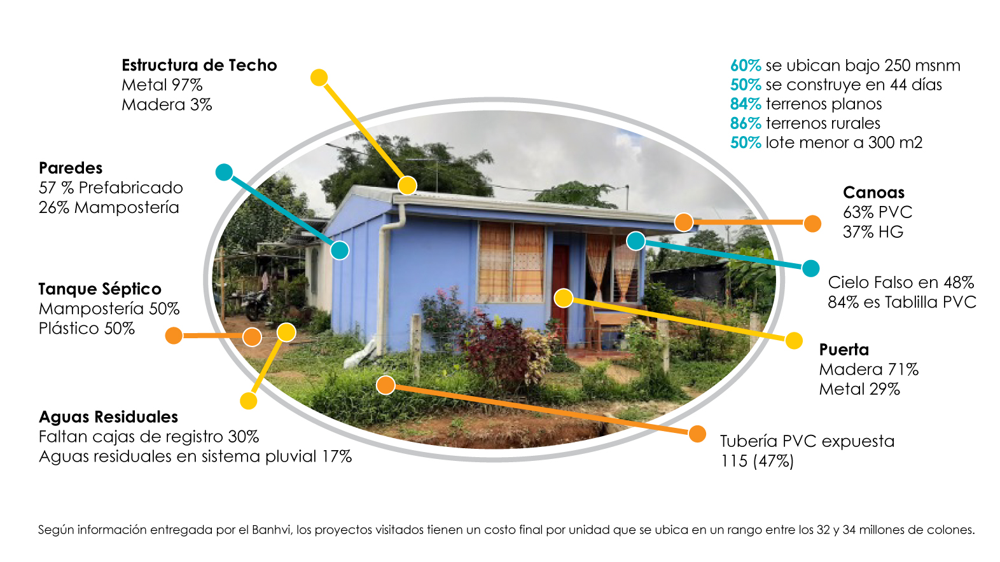 Estructura de Techo
Metal 97%
Madera 3%
60% se ubican bajo 250 msnm
50% se construye en 44 días
84% terrenos planos
86% terrenos rurales
50% lote menor a 300 m2
Paredes
57 % Prefabricado
26% Mampostería
Canoas
63% PVC
37% HG
Cielo Falso en 48%
84% es Tablilla PVC
Tanque Séptico
Mampostería 50%
Plástico 50%
Puerta
Madera 71%
Metal 29%
Aguas Residuales
Faltan cajas de registro 30%
Aguas residuales en sistema pluvial 17%
Tubería PVC expuesta
115 (47%)
Según información entregada por el Banhvi, los proyectos visitados tienen un costo final por unidad que se ubica en un rango entre los 32 y 34 millones de colones.